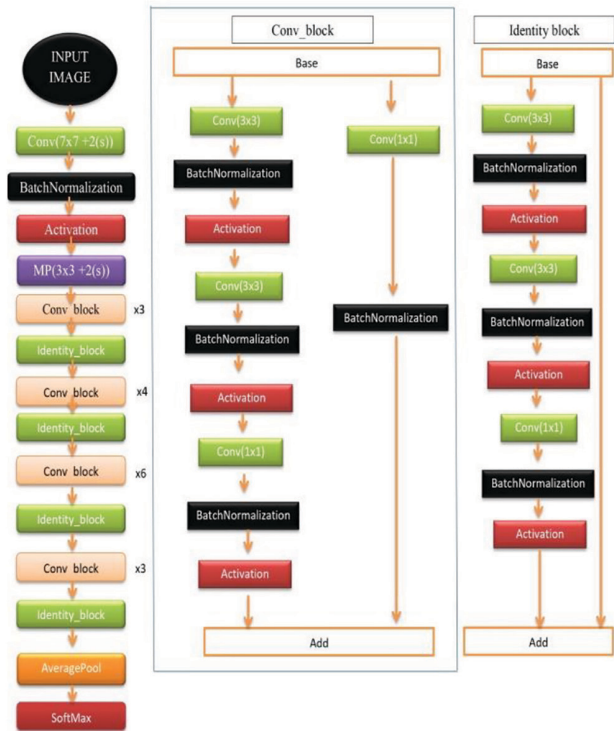 INPUT
IMAGE
Conv(7x7 +2(s))
BatchNormalization
Activation
MP(3x3 +2(s))
Conv_block x3
Identity_block
Conv_block x4
Identity_block
Conv_block x6
Identity_block
Conv_block x3
Identity_block
AveragePool
SoftMax
Conv_block
Base
Conv(3x3)
BatchNormalization
Activation
Conv(3x3)
BatchNormalization
Activation
Conv(1x1)
BatchNormalization
Activation
Conv(1x1)
BatchNormalization
Add
Identity block
Base
Conv(3x3)
BatchNormalization
Activation
Conv(3x3)
BatchNormalization
Activation
Conv(1x1)
BatchNormalization
Activation
Add